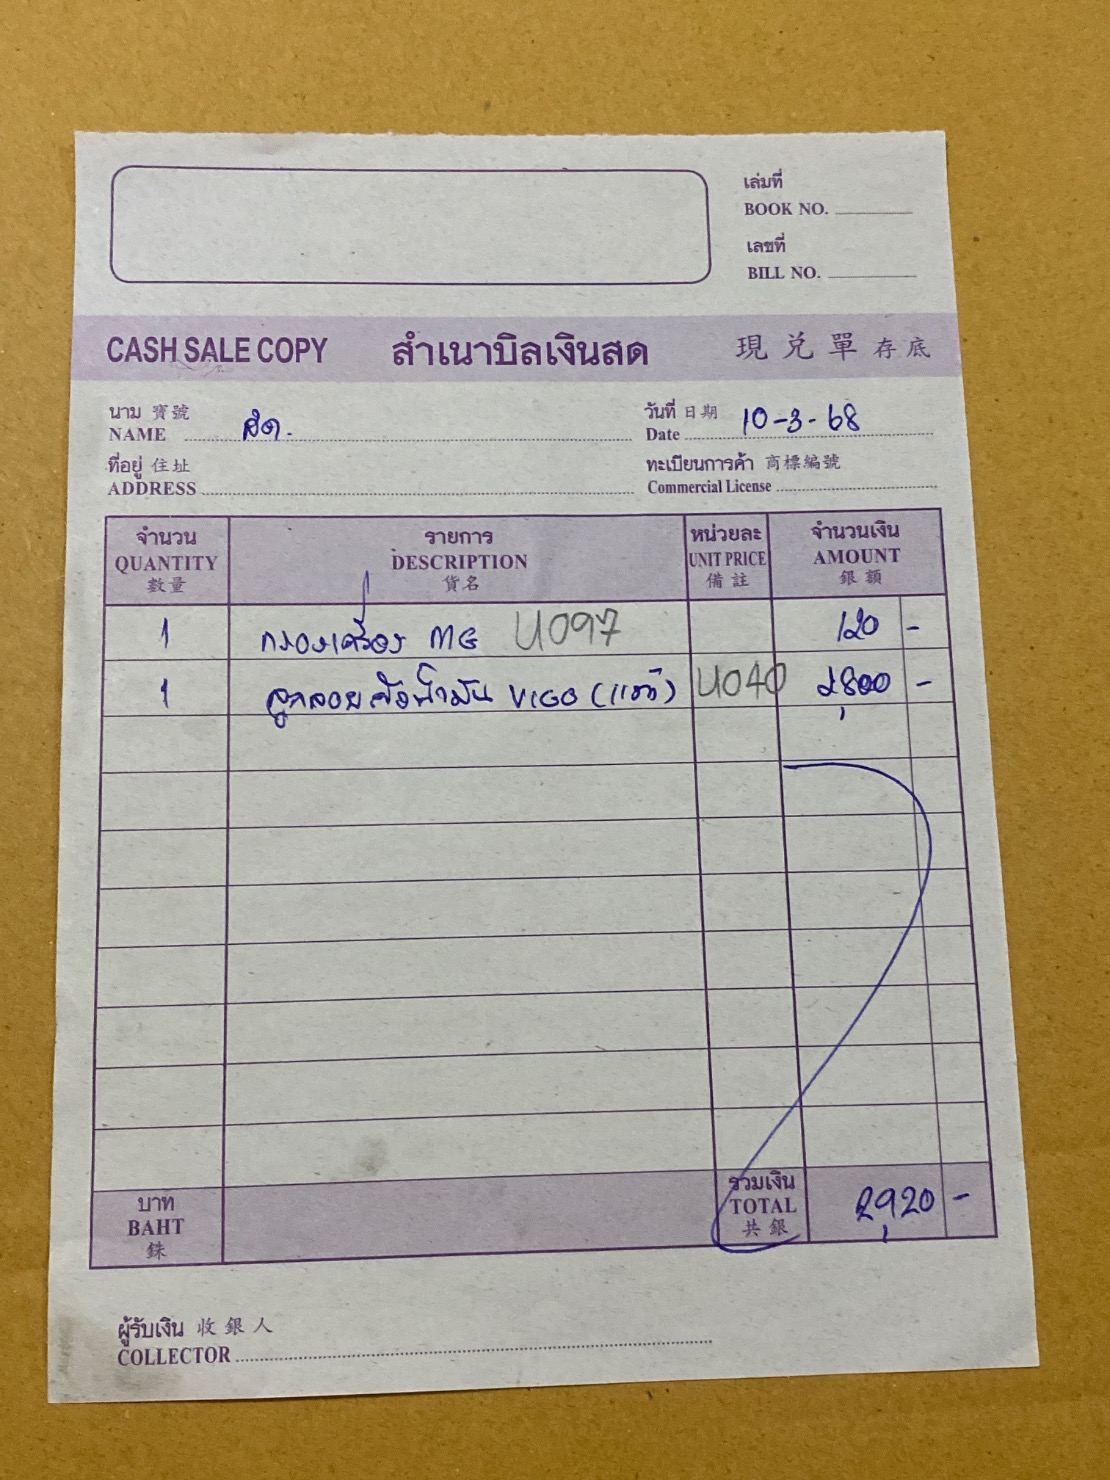 เล่มที่
BOOK NO.
เลขที่
BILL NO.
CASH SALE COPY สำเนาบิลเงินสด 現兌單存底
นาม 寶號
NAME สด.
วันที่ 日期
Date 10-3-68
ที่อยู่ 住址
ADDRESS
ทะเบียนการค้า 商標編號
Commercial License
จำนวน รายการ หน่วยละ จำนวนเงิน
QUANTITY DESCRIPTION UNIT PRICE AMOUNT
數量 貨名 備註 銀額
1 กรองเครื่อง MG U097 120 -
1 ลูกลอยถังน้ำมัน VIGO (แท้) U040 2,800 -
บาท
BAHT
銖
รวมเงิน
TOTAL 2,920 -
共銀
ผู้รับเงิน 收銀人
COLLECTOR